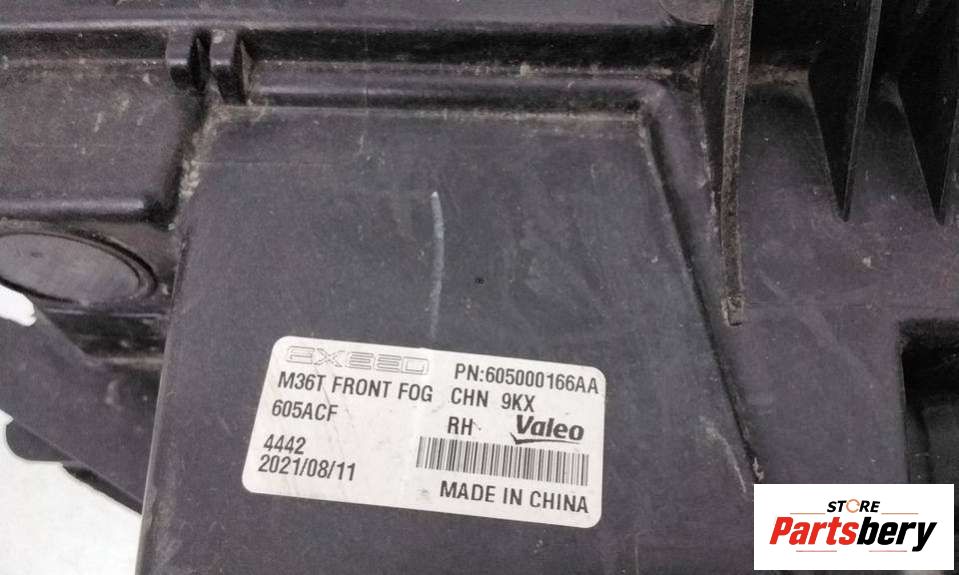 EXEED
PN:605000166AA
M36T FRONT FOG CHN 9KX
605ACF
RH Valeo
4442
2021/08/11
MADE IN CHINA
STORE
Partsbery